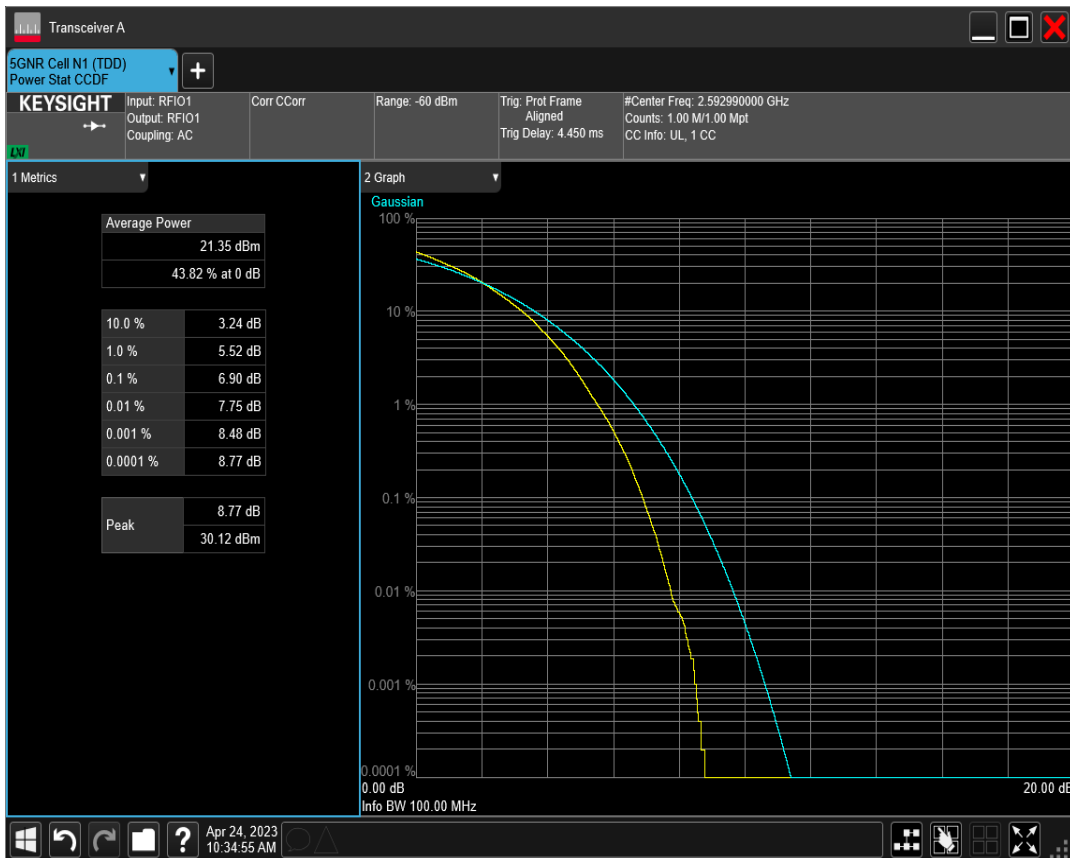 Transceiver A
5GNR Cell N1 (TDD)
Power Stat CCDF
KEYSIGHT
LXI
Input: RFIO1
Output: RFIO1
Coupling: AC
Corr CCorr
Range: -60 dBm
Trig: Prot Frame
Aligned
Trig Delay: 4.450 ms
#Center Freq: 2.592990000 GHz
Counts: 1.00 M/1.00 Mpt
CC Info: UL, 1 CC
1 Metrics
Average Power
21.35 dBm
43.82 % at 0 dB
10.0 % 3.24 dB
1.0 % 5.52 dB
0.1 % 6.90 dB
0.01 % 7.75 dB
0.001 % 8.48 dB
0.0001 % 8.77 dB
Peak 8.77 dB
30.12 dBm
2 Graph
Gaussian
100 %
10 %
1 %
0.1 %
0.01 %
0.001 %
0.0001 %
0.00 dB 20.00 dB
Info BW 100.00 MHz
?
Apr 24, 2023
10:34:55 AM